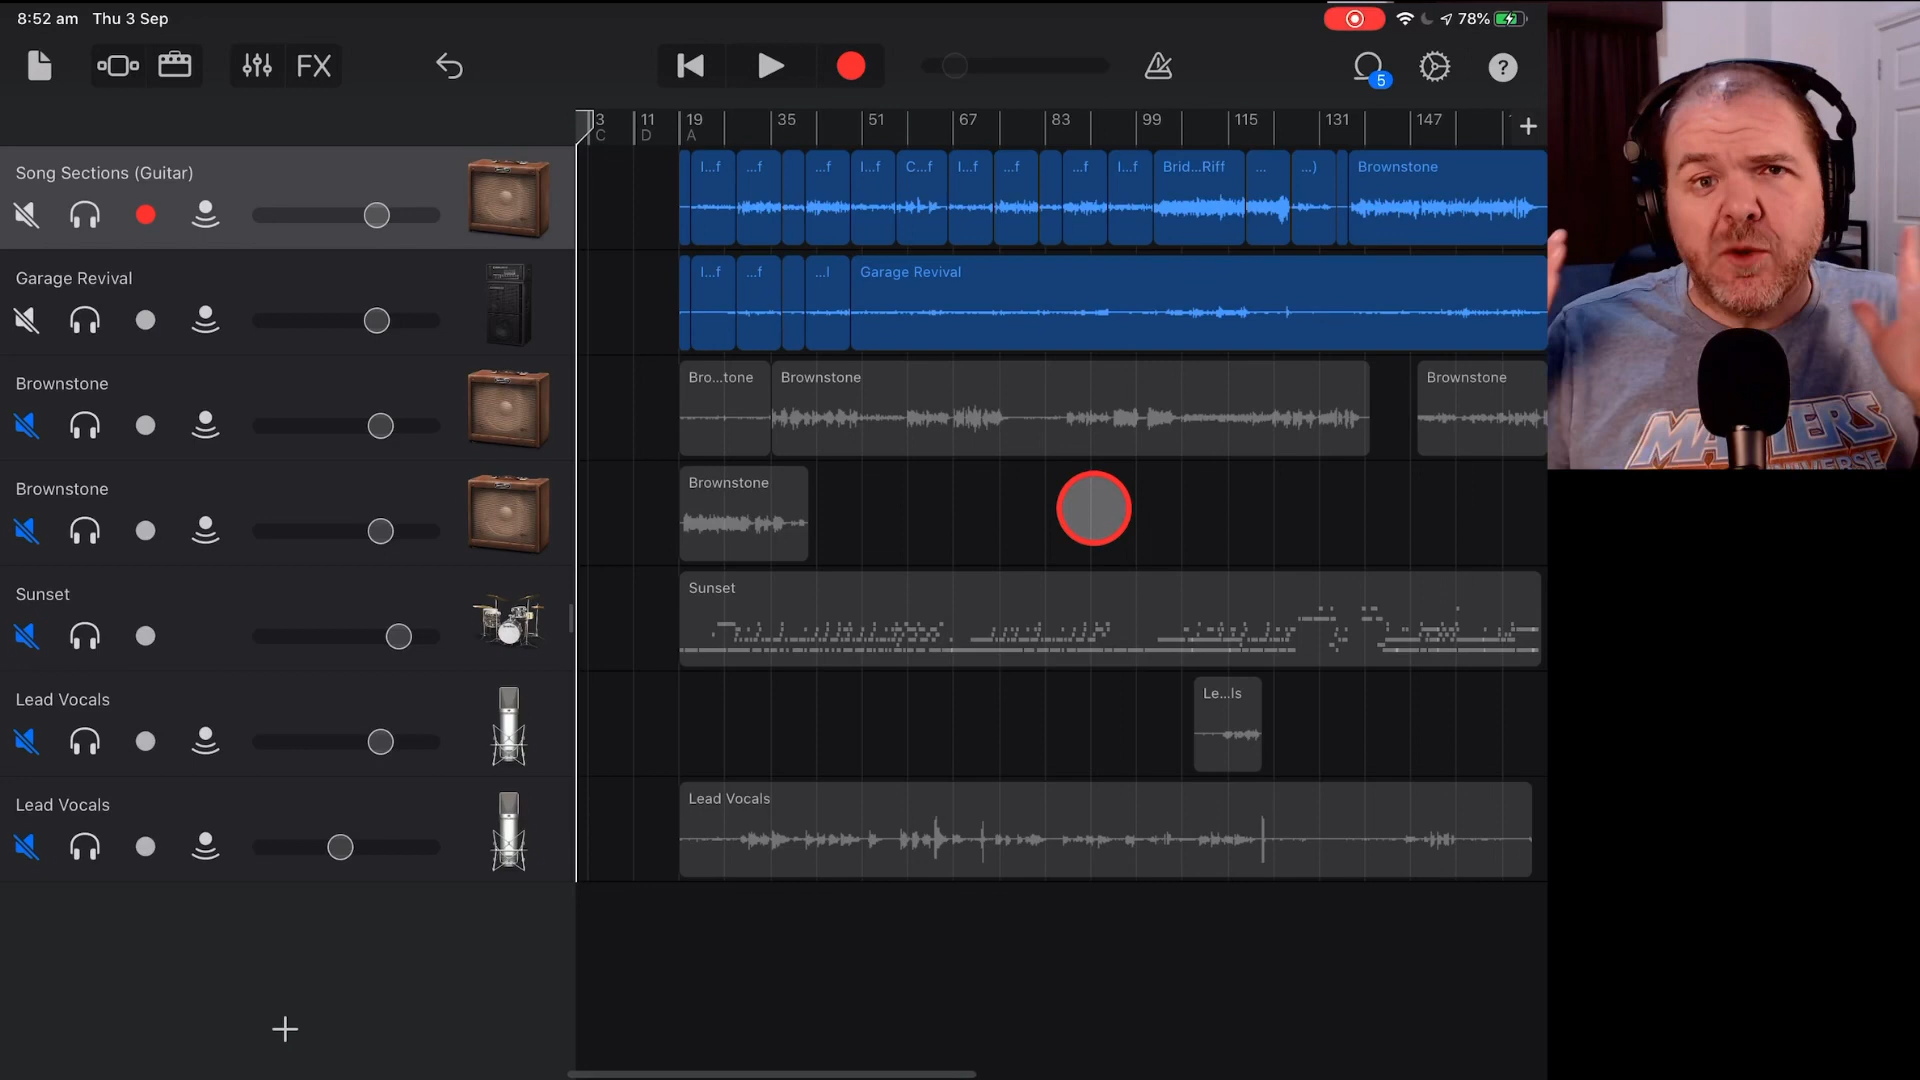 8:52 am Thu 3 Sep
78%
FX
5
?
3 11 19 35 51 67 83 99 115 131 147
C D A
Song Sections (Guitar)
I...f ...f ...f I...f C...f I...f ...f ...f I...f Brid...Riff ... ...) Brownstone
Garage Revival
I...f ...f ...l Garage Revival
Brownstone
Bro...tone Brownstone Brownstone
Brownstone
Brownstone
Sunset
Sunset
Lead Vocals
Le...ls
Lead Vocals
Lead Vocals
MASTERS